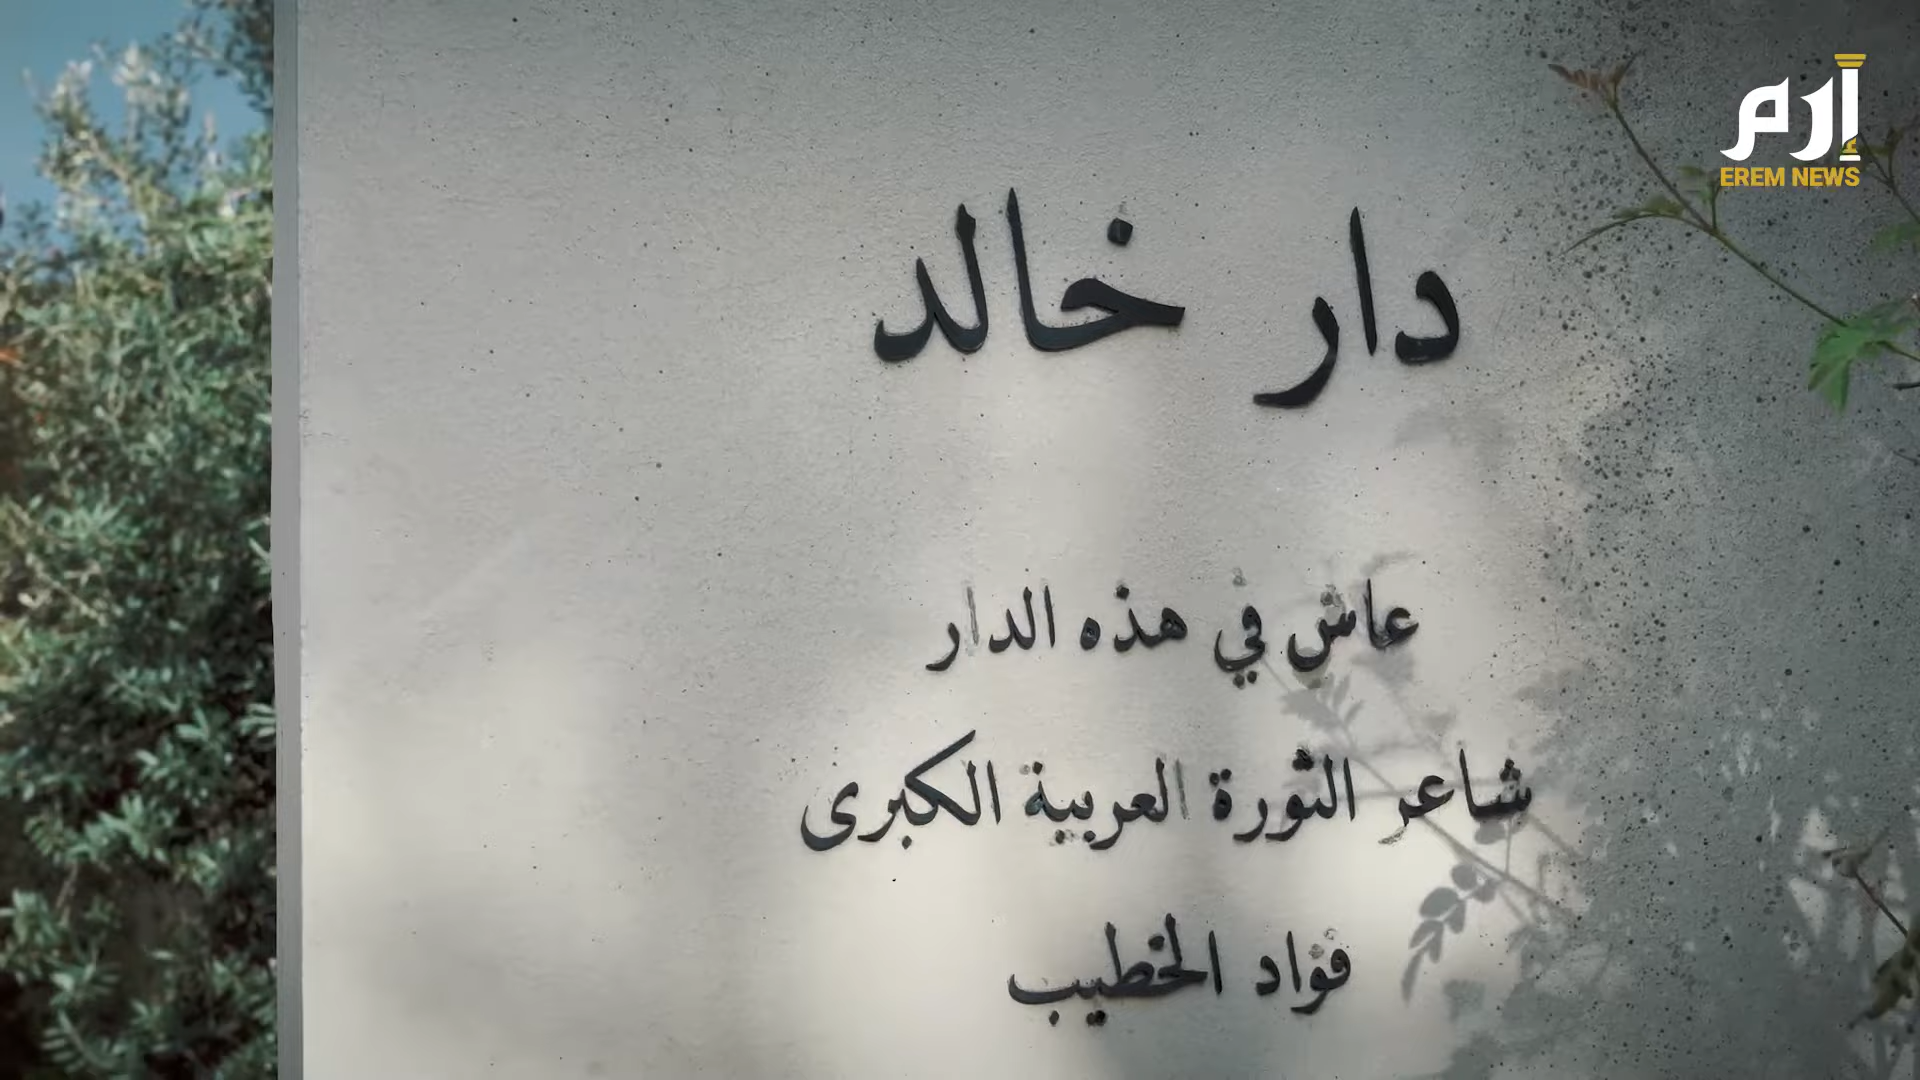 إرم
EREM NEWS
دار خالد
عاش في هذه الدار
شاعر الثورة العربية الكبرى
فؤاد الخطيب